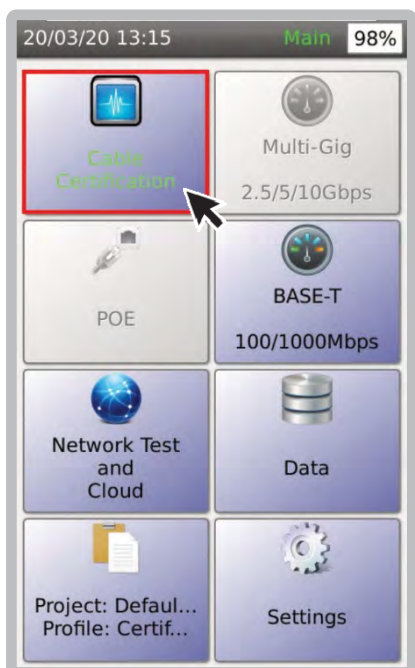 20/03/20 13:15 Main 98%
Cable
Certification
Multi-Gig
2.5/5/10Gbps
POE
BASE-T
100/1000Mbps
Network Test
and
Cloud
Data
Project: Defaul...
Profile: Certif...
Settings